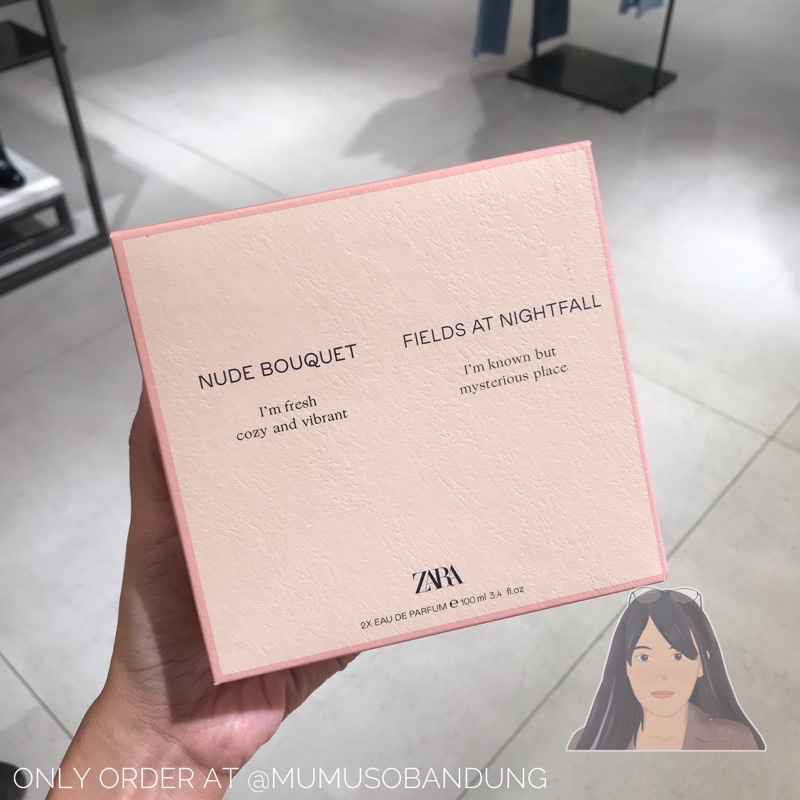 NUDE BOUQUET
I'm fresh
cozy and vibrant
FIELDS AT NIGHTFALL
I'm known but
mysterious place
ZARA
2X EAU DE PARFUM ℮ 100 ml 3.4 fl.oz
ONLY ORDER AT @MUMUSOBANDUNG